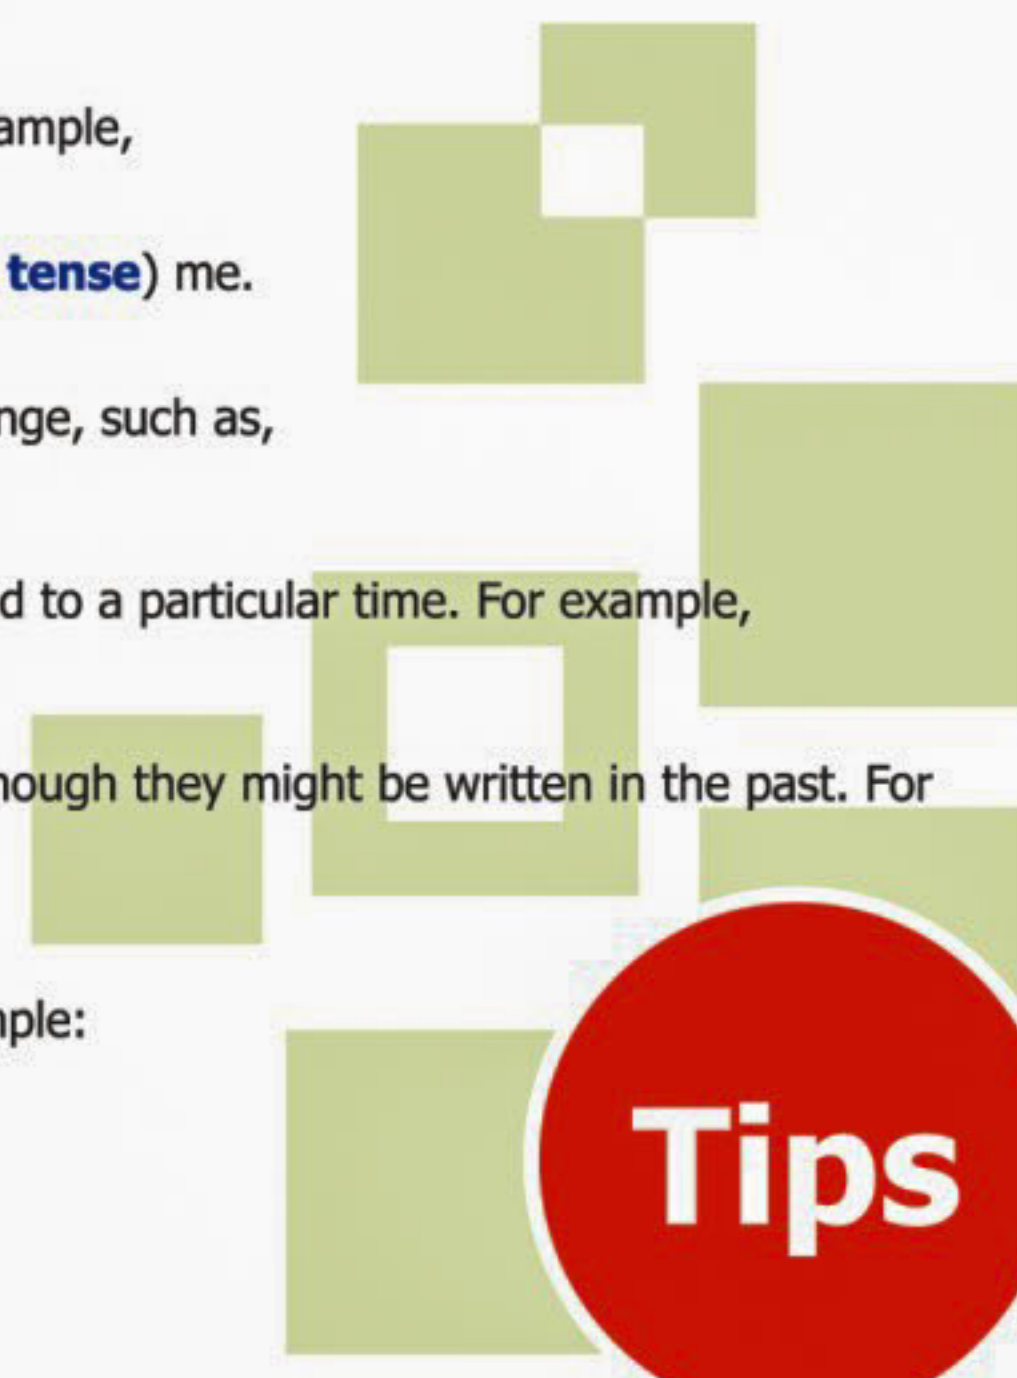 ample,
tense) me.
nge, such as,
d to a particular time. For example,
hough they might be written in the past. For
mple:
Tips